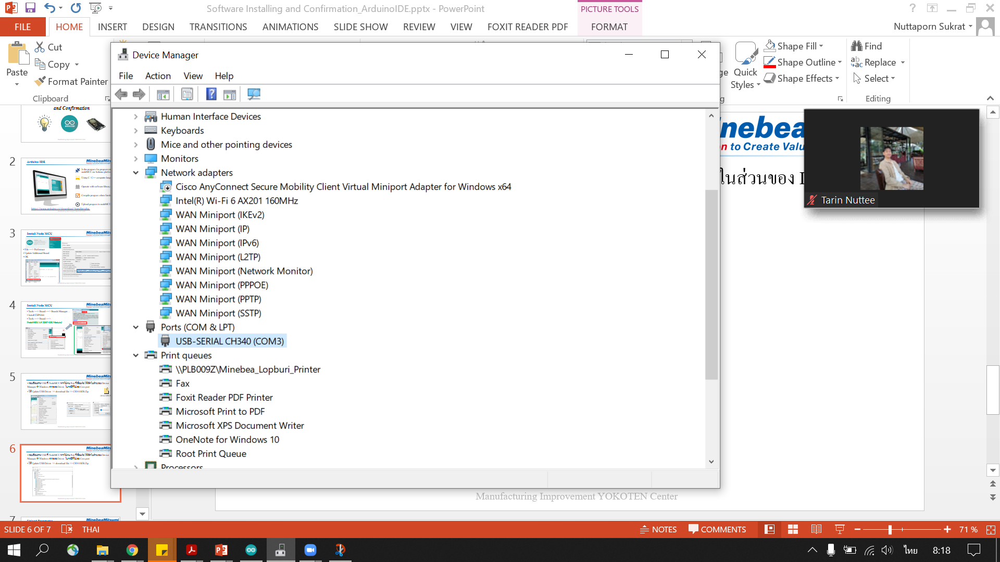 Software Installing and Confirmation_ArduinoIDE.pptx - PowerPoint
PICTURE TOOLS
FILE HOME INSERT DESIGN TRANSITIONS ANIMATIONS SLIDE SHOW REVIEW VIEW FOXIT READER PDF FORMAT
Nuttaporn Sukrat
Paste
Cut
Copy
Format Painter
Clipboard
Quick Styles
Shape Fill
Shape Outline
Shape Effects
Find
Replace
Select
Editing
Device Manager
File Action View Help
Human Interface Devices
Keyboards
Mice and other pointing devices
Monitors
Network adapters
Cisco AnyConnect Secure Mobility Client Virtual Miniport Adapter for Windows x64
Intel(R) Wi-Fi 6 AX201 160MHz
WAN Miniport (IKEv2)
WAN Miniport (IP)
WAN Miniport (IPv6)
WAN Miniport (L2TP)
WAN Miniport (Network Monitor)
WAN Miniport (PPPOE)
WAN Miniport (PPTP)
WAN Miniport (SSTP)
Ports (COM & LPT)
USB-SERIAL CH340 (COM3)
Print queues
\\PLB009Z\Minebea_Lopburi_Printer
Fax
Foxit Reader PDF Printer
Microsoft Print to PDF
Microsoft XPS Document Writer
OneNote for Windows 10
Root Print Queue
Processors
and Confirmation
2
Arduino IDE
3
Install Node MCU
4
Install Node MCU
5
6
7
nebea
to Create Valu
ในส่วนของ
Tarin Nuttee
Manufacturing Improvement YOKOTEN Center
SLIDE 6 OF 7 THAI NOTES COMMENTS 71 %
ไทย 8:18